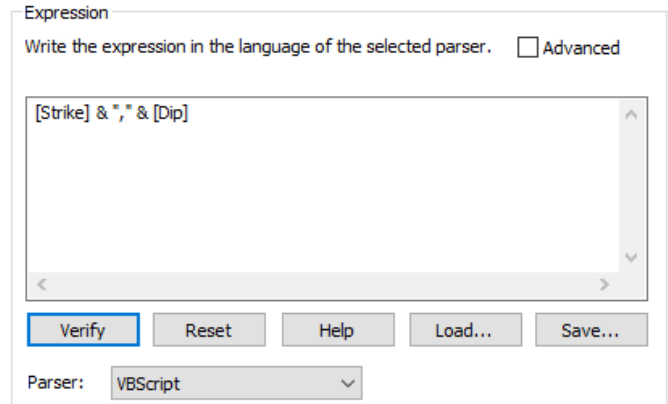 Expression
Write the expression in the language of the selected parser. Advanced
[Strike] & "," & [Dip]
Verify Reset Help Load... Save...
Parser: VBScript